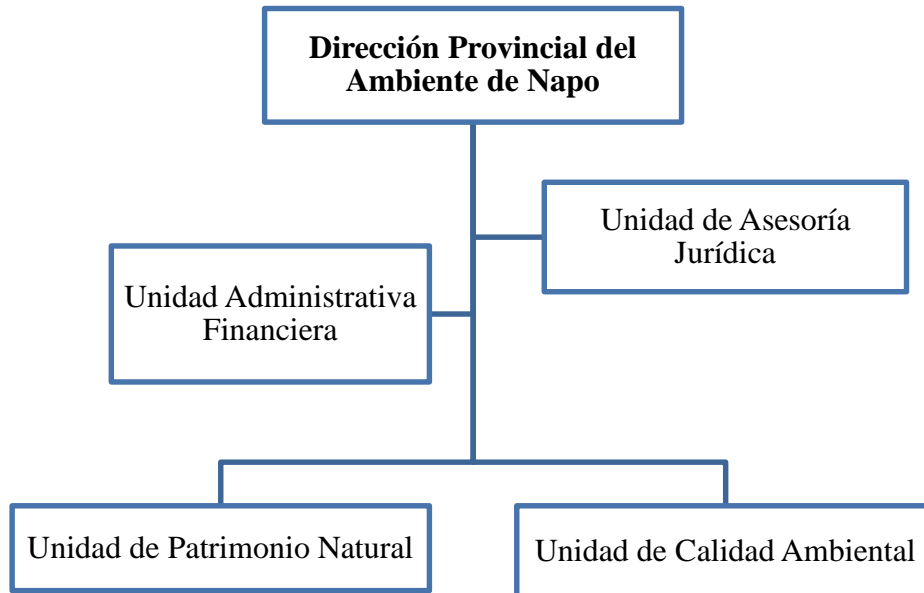 Dirección Provincial del
Ambiente de Napo
Unidad de Asesoría
Jurídica
Unidad Administrativa
Financiera
Unidad de Patrimonio Natural
Unidad de Calidad Ambiental